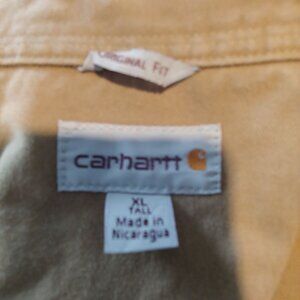 ORIGINAL FIT
carhartt
XL
TALL
Made in
Nicaragua